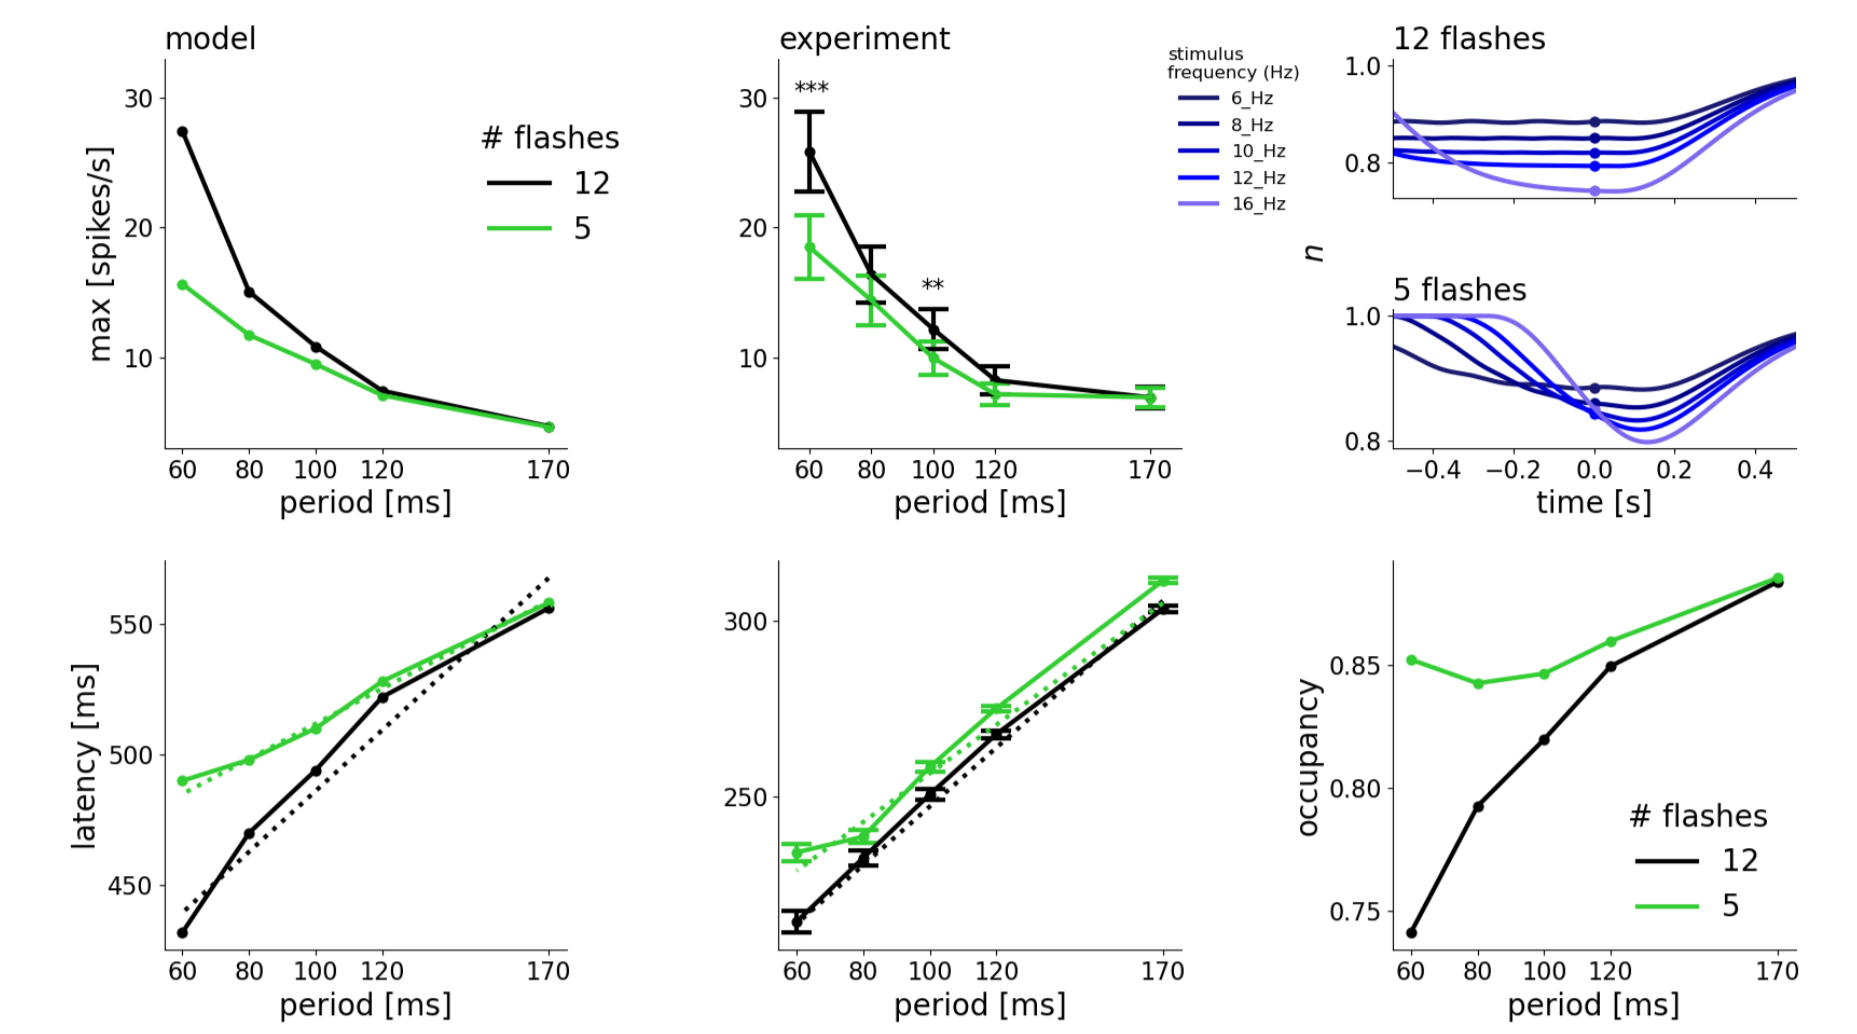 model
max [spikes/s]
30
20
10
# flashes
12
5
60 80 100 120 170
period [ms]
experiment
30
20
10
***
**
60 80 100 120 170
period [ms]
stimulus
frequency (Hz)
6_Hz
8_Hz
10_Hz
12_Hz
16_Hz
12 flashes
1.0
0.8
n
5 flashes
1.0
0.8
−0.4 −0.2 0.0 0.2 0.4
time [s]
latency [ms]
550
500
450
60 80 100 120 170
period [ms]
300
250
60 80 100 120 170
period [ms]
occupancy
0.85
0.80
0.75
# flashes
12
5
60 80 100 120 170
period [ms]